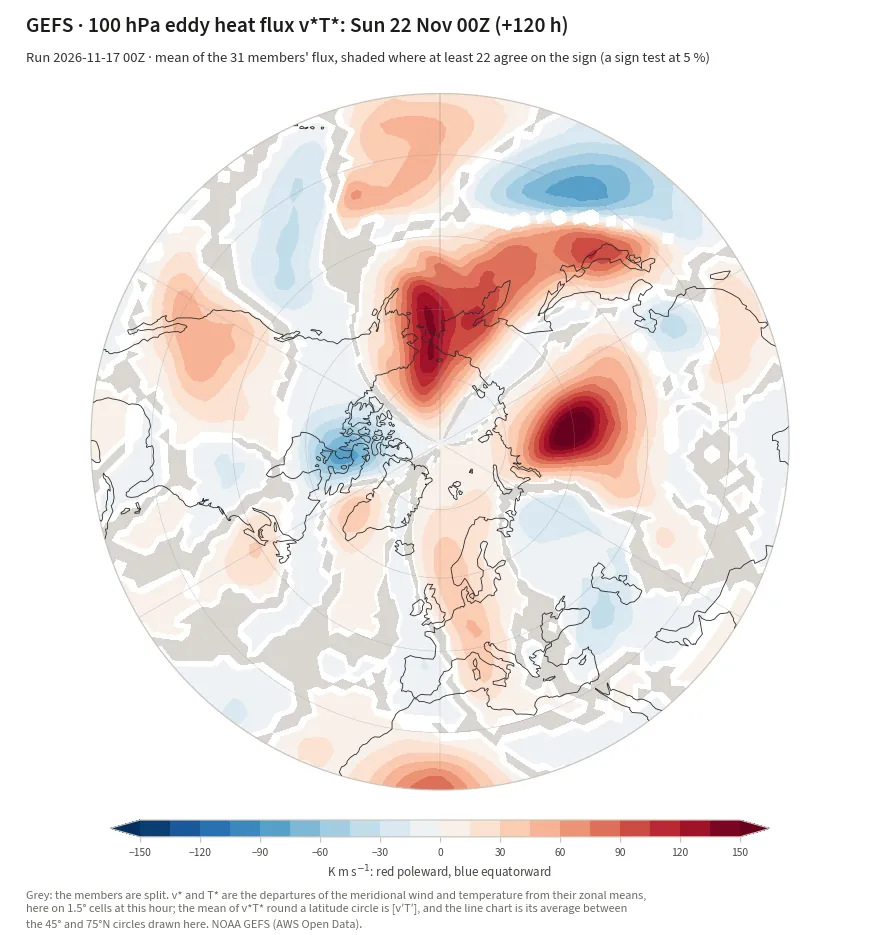 GEFS · 100 hPa eddy heat flux v*T*: Sun 22 Nov 00Z (+120 h)
Run 2026-11-17 00Z · mean of the 31 members' flux, shaded where at least 22 agree on the sign (a sign test at 5 %)
−150 −120 −90 −60 −30 0 30 60 90 120 150
K m s⁻¹: red poleward, blue equatorward
Grey: the members are split. v* and T* are the departures of the meridional wind and temperature from their zonal means,
here on 1.5° cells at this hour; the mean of v*T* round a latitude circle is [v'T'], and the line chart is its average between
the 45° and 75°N circles drawn here. NOAA GEFS (AWS Open Data).